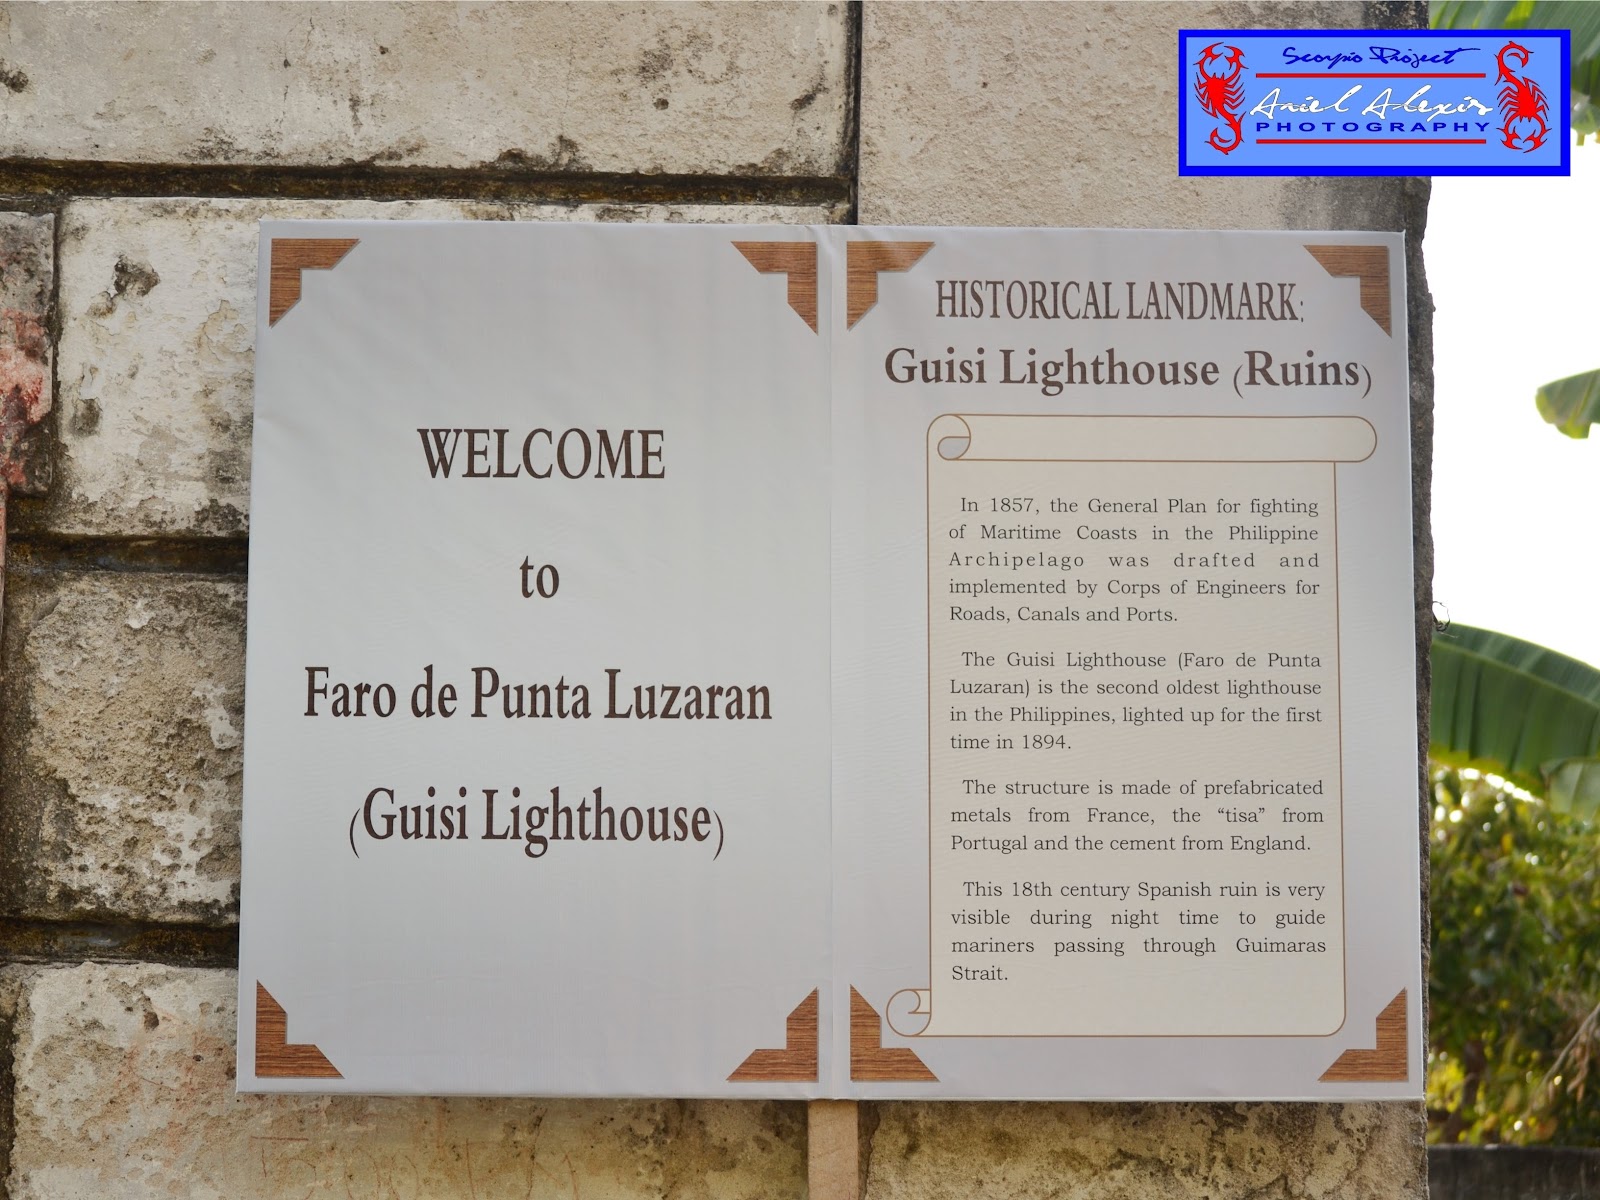 Scorpio Project
Aniel Alexis
PHOTOGRAPHY
WELCOME
to
Faro de Punta Luzaran
(Guisi Lighthouse)
HISTORICAL LANDMARK:
Guisi Lighthouse (Ruins)
In 1857, the General Plan for fighting
of Maritime Coasts in the Philippine
Archipelago was drafted and
implemented by Corps of Engineers for
Roads, Canals and Ports.
The Guisi Lighthouse (Faro de Punta
Luzaran) is the second oldest lighthouse
in the Philippines, lighted up for the first
time in 1894.
The structure is made of prefabricated
metals from France, the “tisa” from
Portugal and the cement from England.
This 18th century Spanish ruin is very
visible during night time to guide
mariners passing through Guimaras
Strait.